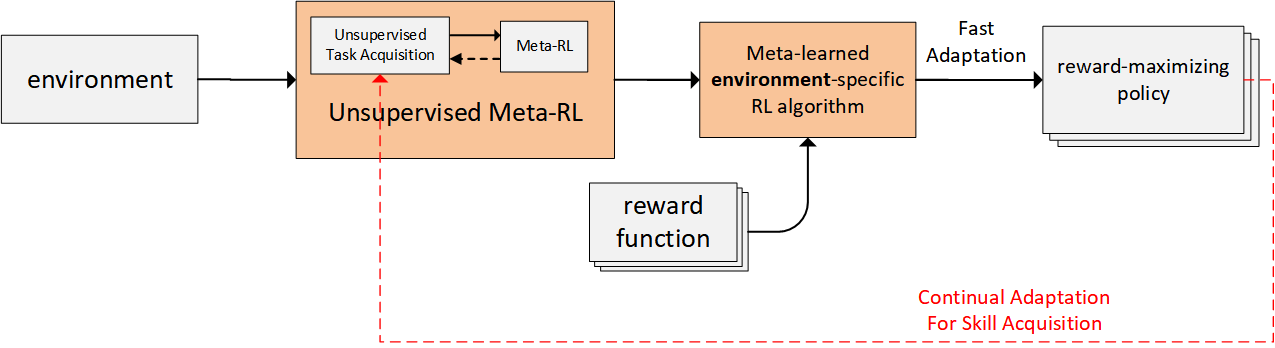 environment
Unsupervised
Task Acquisition
Meta-RL
Unsupervised Meta-RL
Meta-learned
environment-specific
RL algorithm
Fast
Adaptation
reward-maximizing
policy
reward
function
Continual Adaptation
For Skill Acquisition